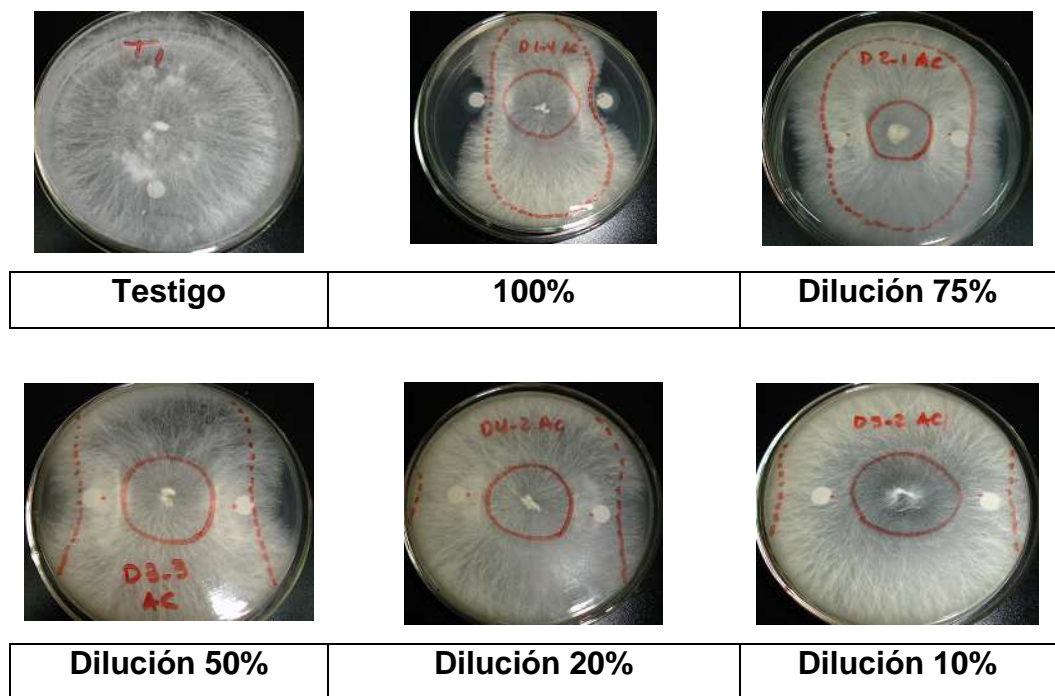 T1
D1-4 AC
D2-1 AC
Testigo
100%
Dilución 75%
D3-3
AC
D4-2 AC
D5-2 AC
Dilución 50%
Dilución 20%
Dilución 10%